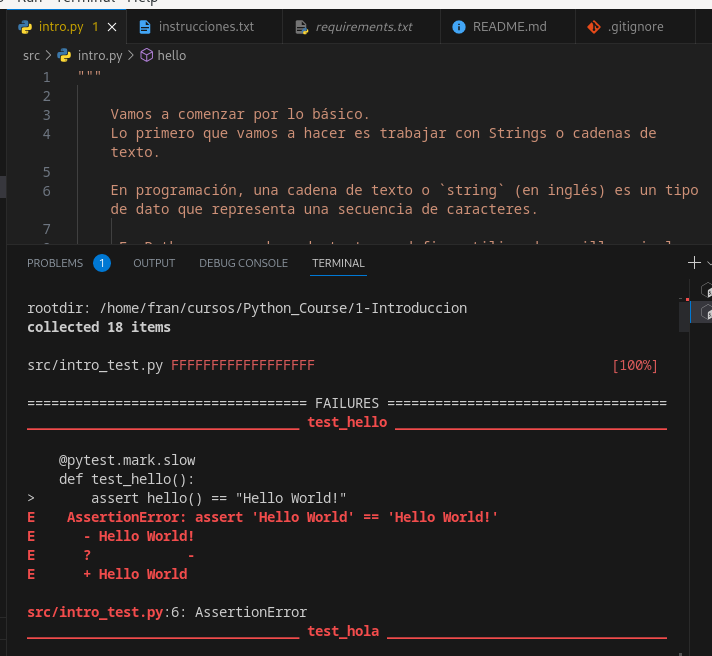 intro.py 1 instrucciones.txt requirements.txt README.md .gitignore
src > intro.py > hello
1 """
2
3 Vamos a comenzar por lo básico.
4 Lo primero que vamos a hacer es trabajar con Strings o cadenas de
texto.
5
6 En programación, una cadena de texto o `string` (en inglés) es un tipo
de dato que representa una secuencia de caracteres.
7
PROBLEMS 1 OUTPUT DEBUG CONSOLE TERMINAL
rootdir: /home/fran/cursos/Python_Course/1-Introduccion
collected 18 items
src/intro_test.py FFFFFFFFFFFFFFFFFF [100%]
=================================== FAILURES ===================================
__________________________________ test_hello __________________________________
@pytest.mark.slow
def test_hello():
> assert hello() == "Hello World!"
E AssertionError: assert 'Hello World' == 'Hello World!'
E - Hello World!
E ? -
E + Hello World
src/intro_test.py:6: AssertionError
__________________________________ test_hola ___________________________________